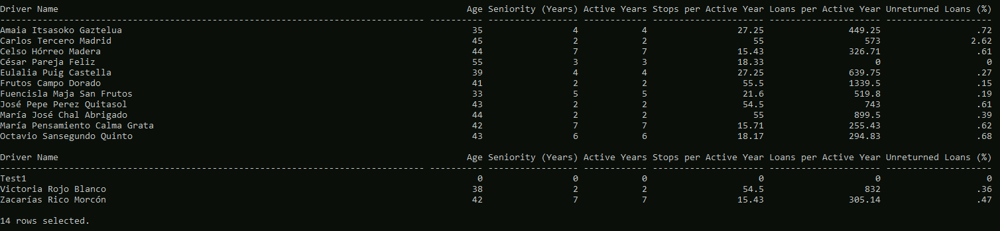 Driver Name Age Seniority (Years) Active Years Stops per Active Year Loans per Active Year Unreturned Loans (%)
-------------------------------------------------------------------------------- ---------- ----------------- ------------ --------------------- --------------------- --------------------
Amaia Itsasoko Gaztelua 35 4 4 27.25 449.25 .72
Carlos Tercero Madrid 45 2 2 55 573 2.62
Celso Hórreo Madera 44 7 7 15.43 326.71 .61
César Pareja Feliz 55 3 3 18.33 0 0
Eulalia Puig Castella 39 4 4 27.25 639.75 .27
Frutos Campo Dorado 41 2 2 55.5 1339.5 .15
Fuencisla Maja San Frutos 33 5 5 21.6 519.8 .19
José Pepe Perez Quitasol 43 2 2 54.5 743 .61
María José Chal Abrigado 44 2 2 55 899.5 .39
María Pensamiento Calma Grata 42 7 7 15.71 255.43 .62
Octavio Sansegundo Quinto 43 6 6 18.17 294.83 .68
Driver Name Age Seniority (Years) Active Years Stops per Active Year Loans per Active Year Unreturned Loans (%)
-------------------------------------------------------------------------------- ---------- ----------------- ------------ --------------------- --------------------- --------------------
Test1 0 0 0 0 0 0
Victoria Rojo Blanco 38 2 2 54.5 832 .36
Zacarías Rico Morcón 42 7 7 15.43 305.14 .47
14 rows selected.